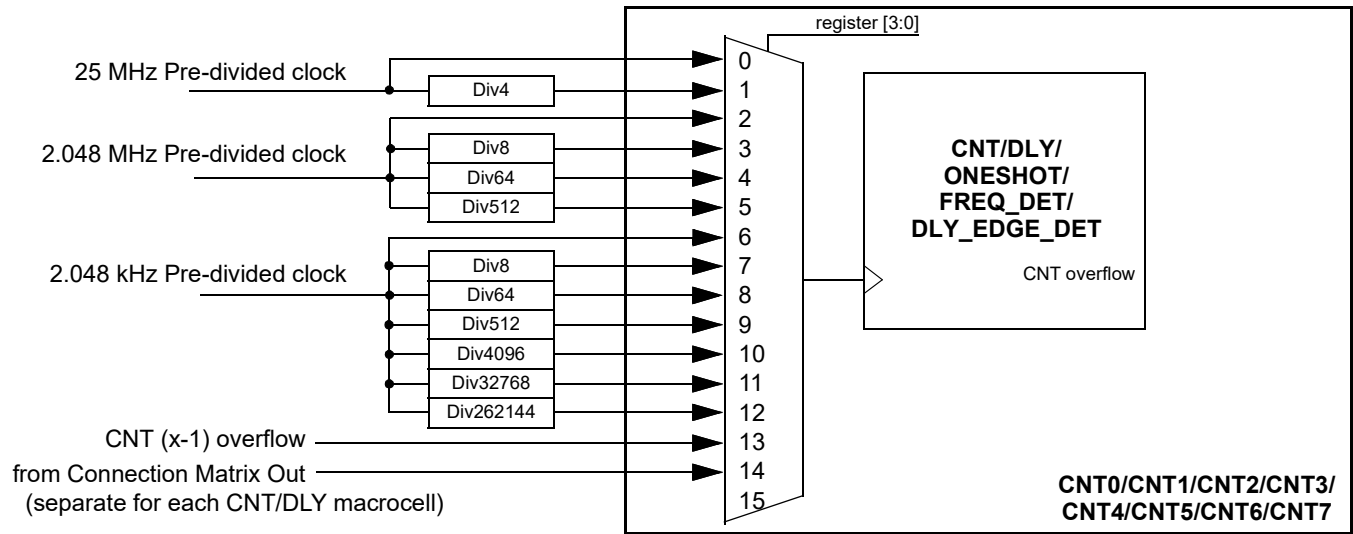 register [3:0]
25 MHz Pre-divided clock
Div4
2.048 MHz Pre-divided clock
Div8
Div64
Div512
2.048 kHz Pre-divided clock
Div8
Div64
Div512
Div4096
Div32768
Div262144
CNT (x-1) overflow
from Connection Matrix Out
(separate for each CNT/DLY macrocell)
0
1
2
3
4
5
6
7
8
9
10
11
12
13
14
15
CNT/DLY/
ONESHOT/
FREQ_DET/
DLY_EDGE_DET
CNT overflow
CNT0/CNT1/CNT2/CNT3/
CNT4/CNT5/CNT6/CNT7